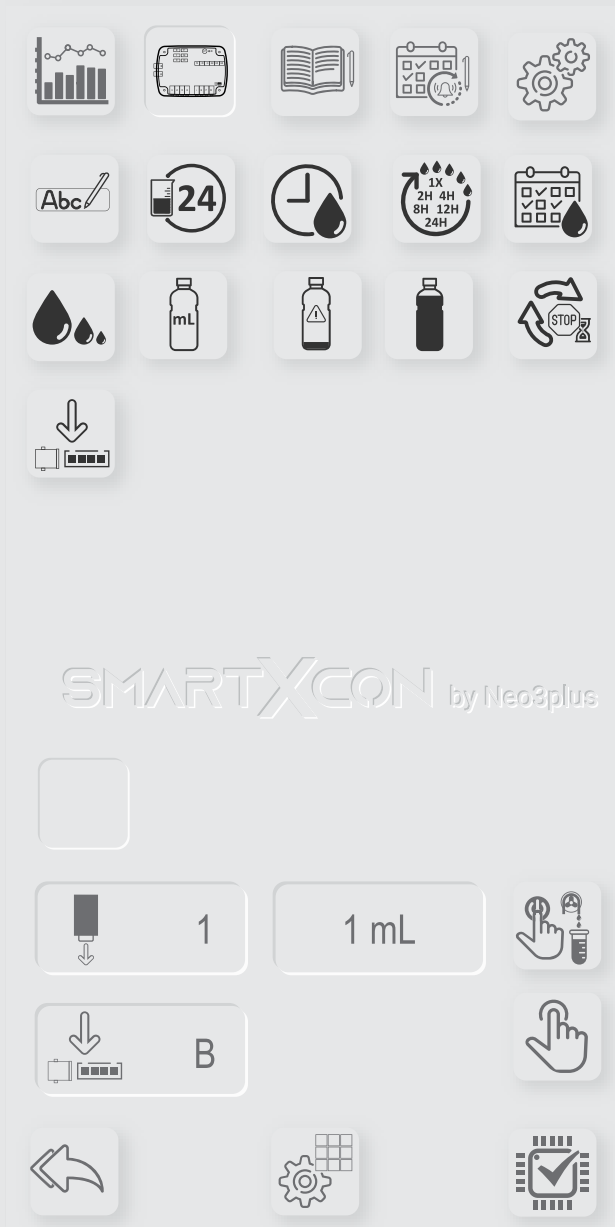 Abc
24
1X
2H 4H
8H 12H
24H
mL
!
STOP
SMARTXCON by Neo3plus
1
1 mL
B